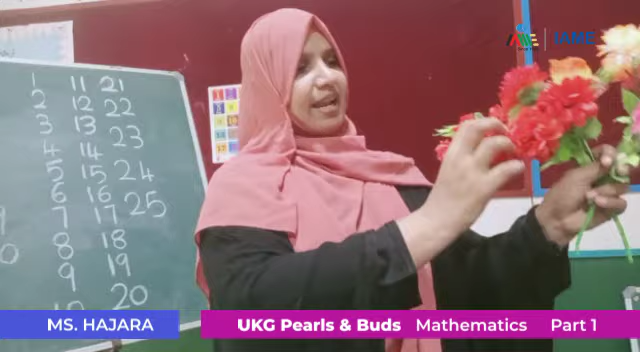 IAME
1 11 21
2 12 22
3 13 23
4 14 24
5 15 25
6 16
7 17
8 18
9 19
10 20
MS. HAJARA
UKG Pearls & Buds Mathematics Part 1